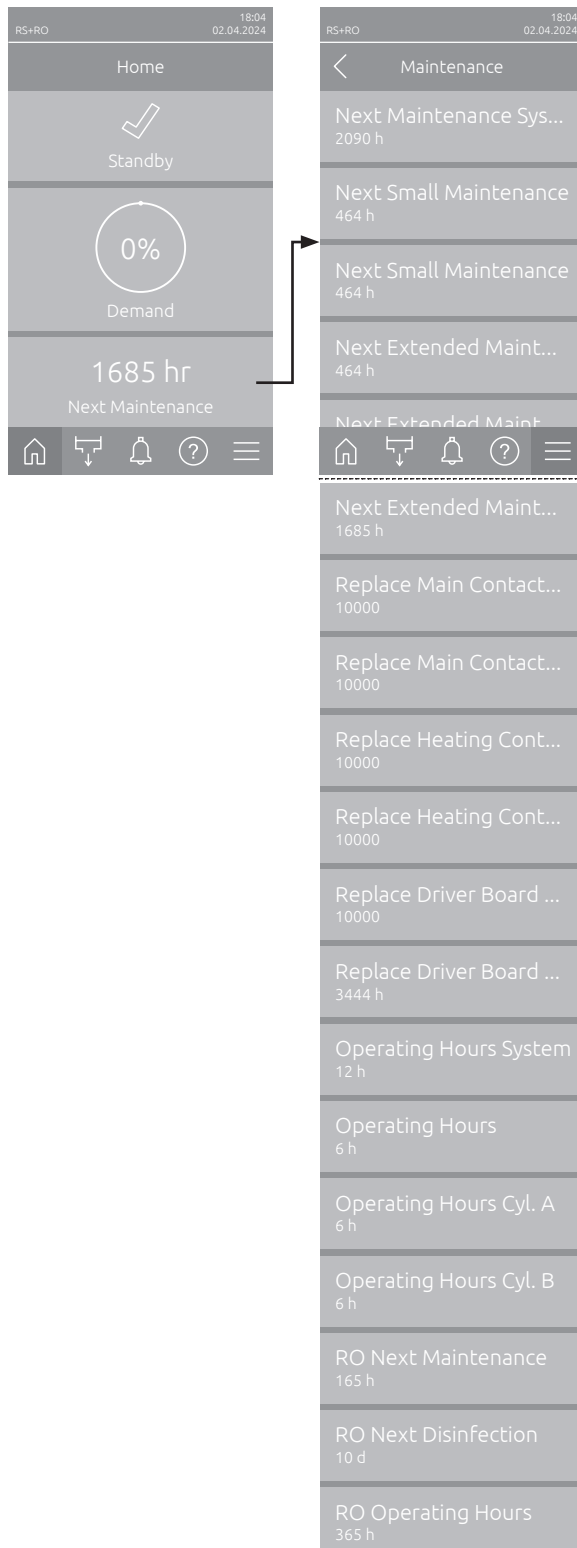 18:04
RS+RO 02.04.2024
Home
Standby
0%
Demand
1685 hr
Next Maintenance
18:04
RS+RO 02.04.2024
Maintenance
Next Maintenance Sys...
2090 h
Next Small Maintenance
464 h
Next Small Maintenance
464 h
Next Extended Maint...
464 h
Next Extended Maint
?
?
Next Extended Maint...
1685 h
Replace Main Contact...
10000
Replace Main Contact...
10000
Replace Heating Cont...
10000
Replace Heating Cont...
10000
Replace Driver Board ...
10000
Replace Driver Board ...
3444 h
Operating Hours System
12 h
Operating Hours
6 h
Operating Hours Cyl. A
6 h
Operating Hours Cyl. B
6 h
RO Next Maintenance
165 h
RO Next Disinfection
10 d
RO Operating Hours
365 h